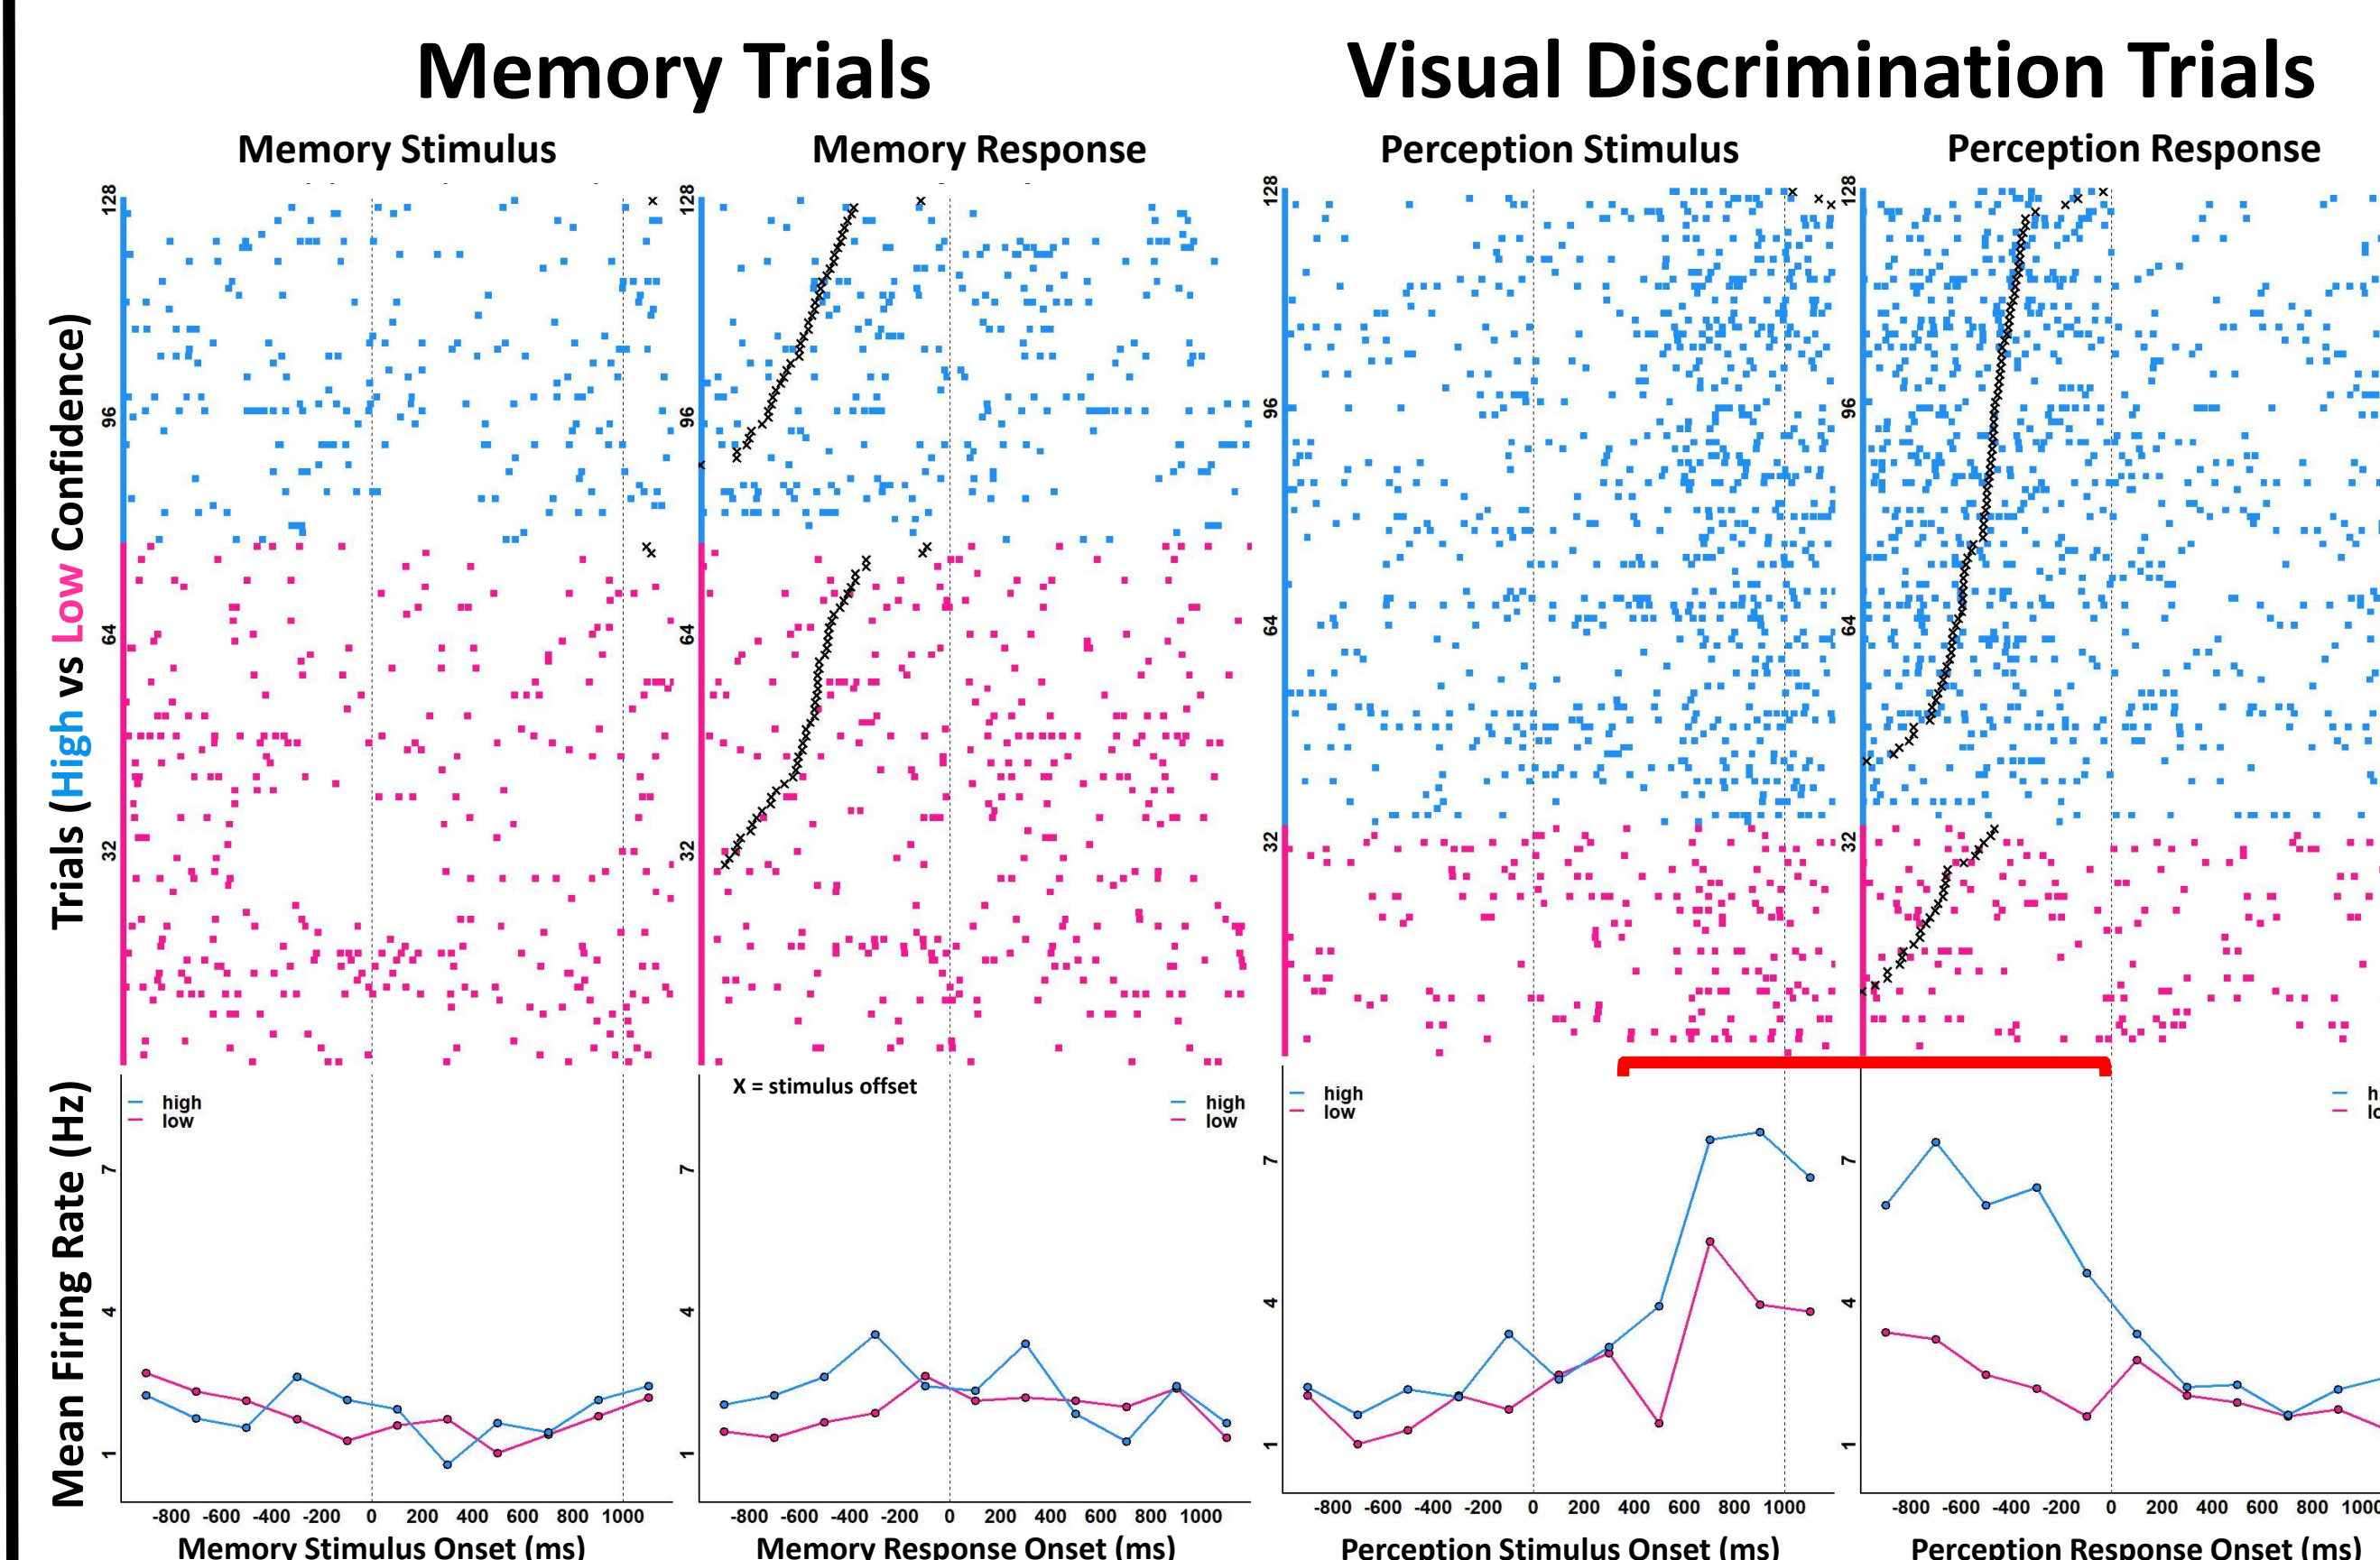 Memory Trials
Visual Discrimination Trials
Memory Stimulus
Memory Response
Perception Stimulus
Perception Response
Trials (High vs Low Confidence)
128
96
64
32
128
96
64
32
128
96
64
32
128
96
64
32
X = stimulus offset
high
low
high
low
high
low
h
lo
Mean Firing Rate (Hz)
7
4
1
7
4
1
7
4
1
7
4
1
-800 -600 -400 -200 0 200 400 600 800 1000
-800 -600 -400 -200 0 200 400 600 800 1000
-800 -600 -400 -200 0 200 400 600 800 1000
-800 -600 -400 -200 0 200 400 600 800 1000
Memory Stimulus Onset (ms)
Memory Response Onset (ms)
Perception Stimulus Onset (ms)
Perception Response Onset (ms)